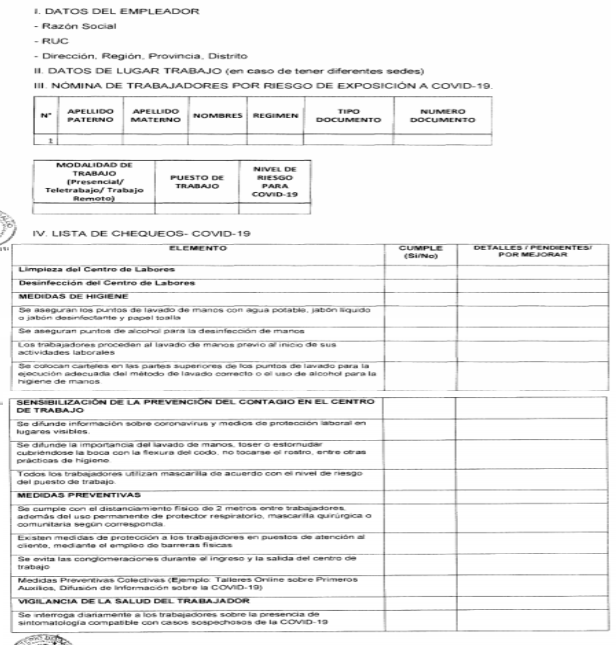 I. DATOS DEL EMPLEADOR
- Razón Social
- RUC
- Dirección, Región, Provincia, Distrito
II. DATOS DE LUGAR TRABAJO (en caso de tener diferentes sedes)
III. NÓMINA DE TRABAJADORES POR RIESGO DE EXPOSICIÓN A COVID-19.
N° APELLIDO PATERNO APELLIDO MATERNO NOMBRES REGIMEN TIPO DOCUMENTO NUMERO DOCUMENTO
1
MODALIDAD DE TRABAJO (Presencial/ Teletrabajo/ Trabajo Remoto) PUESTO DE TRABAJO NIVEL DE RIESGO PARA COVID-19
IV. LISTA DE CHEQUEOS- COVID-19
ELEMENTO CUMPLE (Si/No) DETALLES / PENDIENTES/ POR MEJORAR
Limpieza del Centro de Labores
Desinfección del Centro de Labores
MEDIDAS DE HIGIENE
Se aseguran los puntos de lavado de manos con agua potable, jabón líquido
o jabón desinfectante y papel toalla
Se aseguran puntos de alcohol para la desinfección de manos
Los trabajadores proceden al lavado de manos previo al inicio de sus
actividades laborales
Se colocan carteles en las partes superiores de los puntos de lavado para la
ejecución adecuada del método de lavado correcto o el uso de alcohol para la
higiene de manos
SENSIBILIZACIÓN DE LA PREVENCIÓN DEL CONTAGIO EN EL CENTRO
DE TRABAJO
Se difunde información sobre coronavirus y medios de protección laboral en
lugares visibles.
Se difunde la importancia del lavado de manos, toser o estornudar
cubriéndose la boca con la flexura del codo, no tocarse el rostro, entre otras
prácticas de higiene
Todos los trabajadores utilizan mascarilla de acuerdo con el nivel de riesgo
del puesto de trabajo.
MEDIDAS PREVENTIVAS
Se cumple con el distanciamiento físico de 2 metros entre trabajadores,
además del uso permanente de protector respiratorio, mascarilla quirúrgica o
comunitaria según corresponda.
Existen medidas de protección a los trabajadores en puestos de atención al
cliente, mediante el empleo de barreras físicas
Se evita las conglomeraciones durante el ingreso y la salida del centro de
trabajo
Medidas Preventivas Colectivas (Ejemplo: Talleres Online sobre Primeros
Auxilios, Difusión de Información sobre la COVID-19)
VIGILANCIA DE LA SALUD DEL TRABAJADOR
Se interroga diariamente a los trabajadores sobre la presencia de
sintomatología compatible con casos sospechosos de la COVID-19